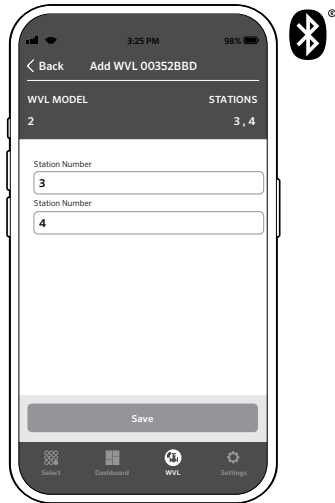 3:25 PM 98%
Back Add WVL 00352BBD
WVL MODEL STATIONS
2 3 , 4
Station Number
3
Station Number
4
Save
Select Dashboard WVL Settings
®